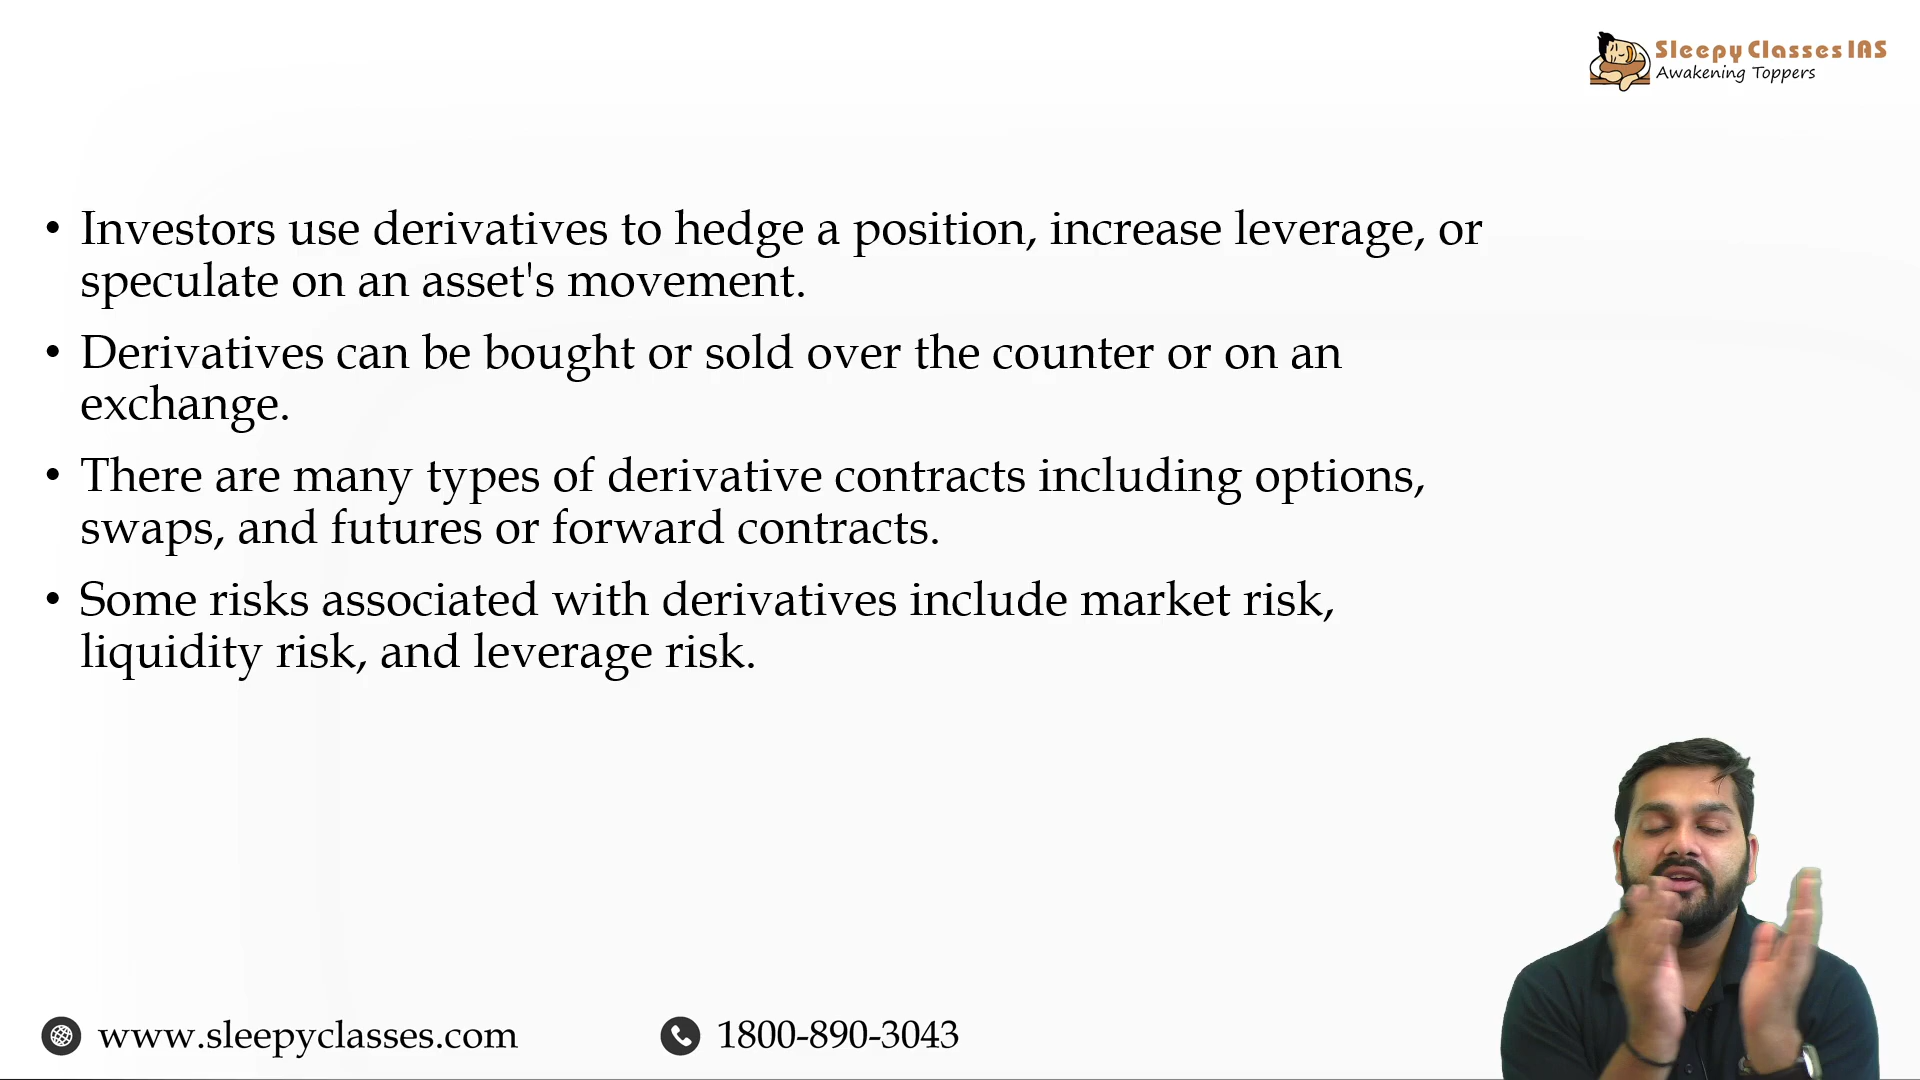 Sleepy Classes IAS
Awakening Toppers
• Investors use derivatives to hedge a position, increase leverage, or
speculate on an asset's movement.
• Derivatives can be bought or sold over the counter or on an
exchange.
• There are many types of derivative contracts including options,
swaps, and futures or forward contracts.
• Some risks associated with derivatives include market risk,
liquidity risk, and leverage risk.
www.sleepyclasses.com
1800-890-3043